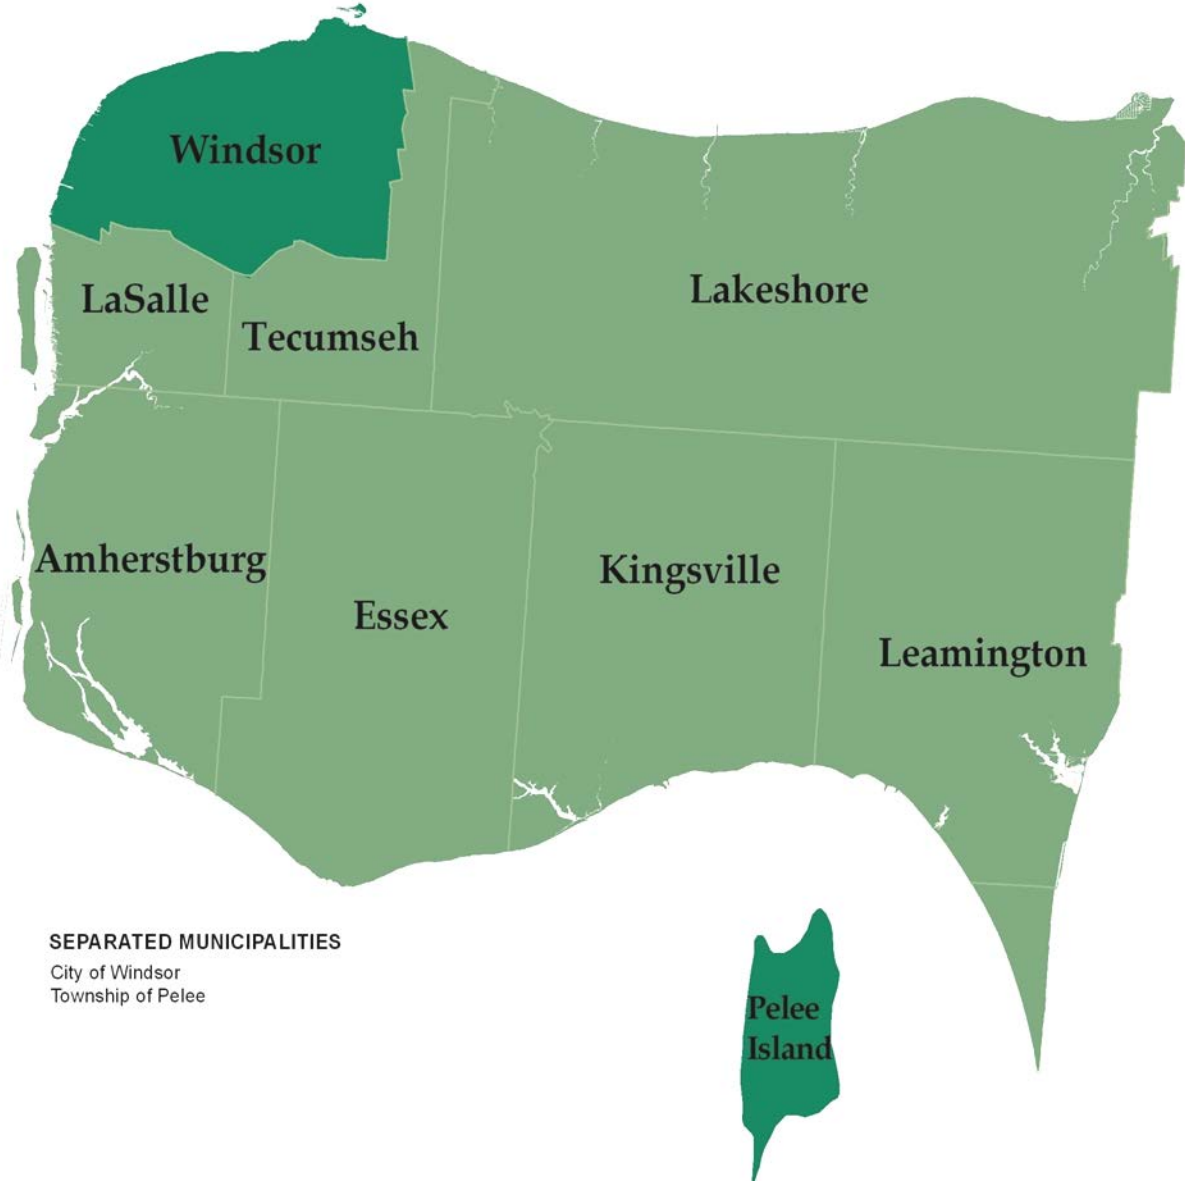 Windsor
LaSalle
Tecumseh
Lakeshore
Amherstburg
Essex
Kingsville
Leamington
SEPARATED MUNICIPALITIES
City of Windsor
Township of Pelee
Pelee
Island